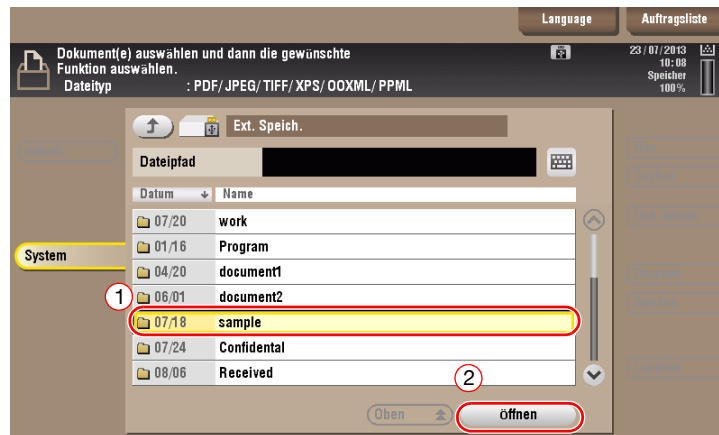 Language
Auftragsliste
Dokument(e) auswählen und dann die gewünschte
Funktion auswählen.
Dateityp : PDF/JPEG/TIFF/XPS/OOXML/PPML
23/07/2013
10:08
Speicher
100%
Ext. Speich.
Dateipfad
Datum Name
07/20 work
01/16 Program
04/20 document1
System
1 06/01 document2
07/18 sample
07/24 Confidental
08/06 Received
2
Oben öffnen